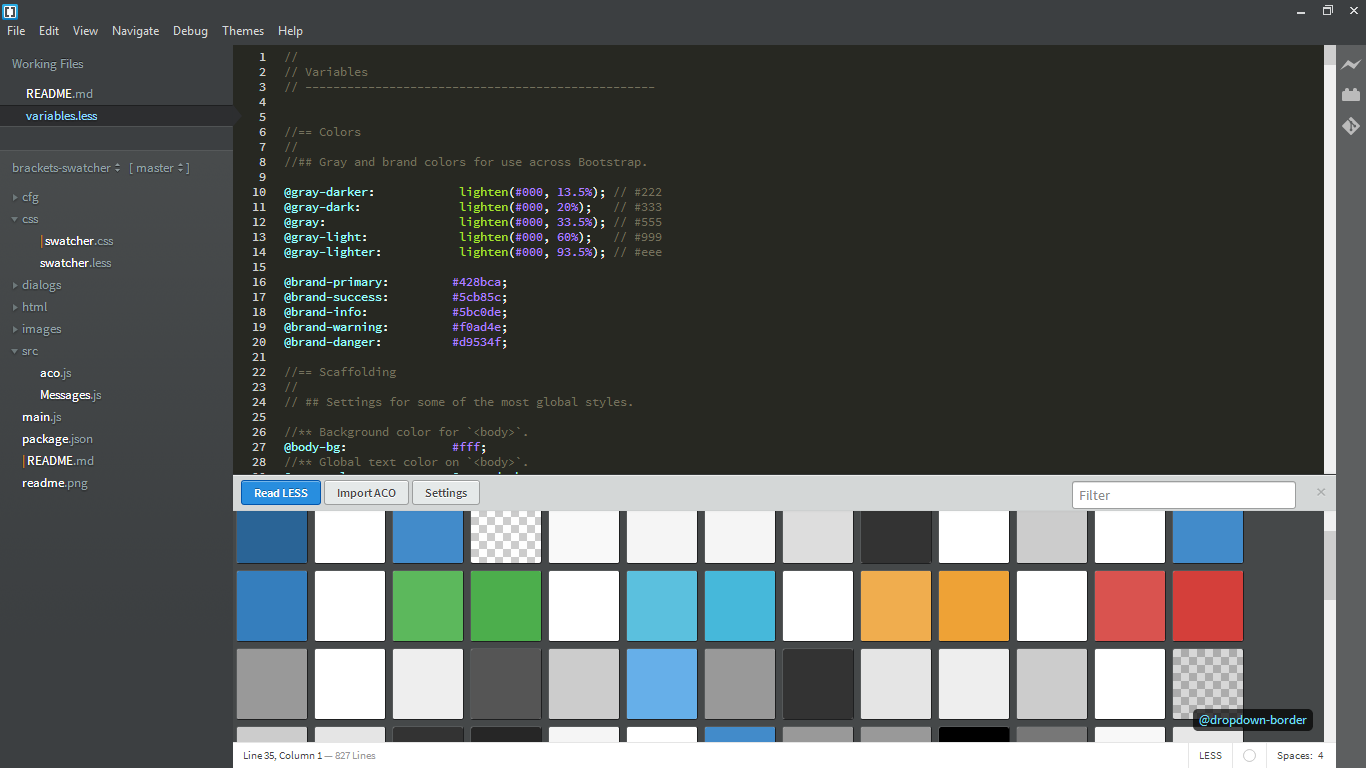 File Edit View Navigate Debug Themes Help
Working Files
README.md
variables.less
brackets-swatcher [ master ]
cfg
css
swatcher.css
swatcher.less
dialogs
html
images
src
aco.js
Messages.js
main.js
package.json
README.md
readme.png
1 //
2 // Variables
3 // --------------------------------------------------
4
5
6 //== Colors
7 //
8 //## Gray and brand colors for use across Bootstrap.
9
10 @gray-darker: lighten(#000, 13.5%); // #222
11 @gray-dark: lighten(#000, 20%); // #333
12 @gray: lighten(#000, 33.5%); // #555
13 @gray-light: lighten(#000, 60%); // #999
14 @gray-lighter: lighten(#000, 93.5%); // #eee
15
16 @brand-primary: #428bca;
17 @brand-success: #5cb85c;
18 @brand-info: #5bc0de;
19 @brand-warning: #f0ad4e;
20 @brand-danger: #d9534f;
21
22 //== Scaffolding
23 //
24 // ## Settings for some of the most global styles.
25
26 //** Background color for `<body>`.
27 @body-bg: #fff;
28 //** Global text color on `<body>`.
Read LESS Import ACO Settings Filter
@dropdown-border
Line 35, Column 1 — 827 Lines LESS Spaces: 4